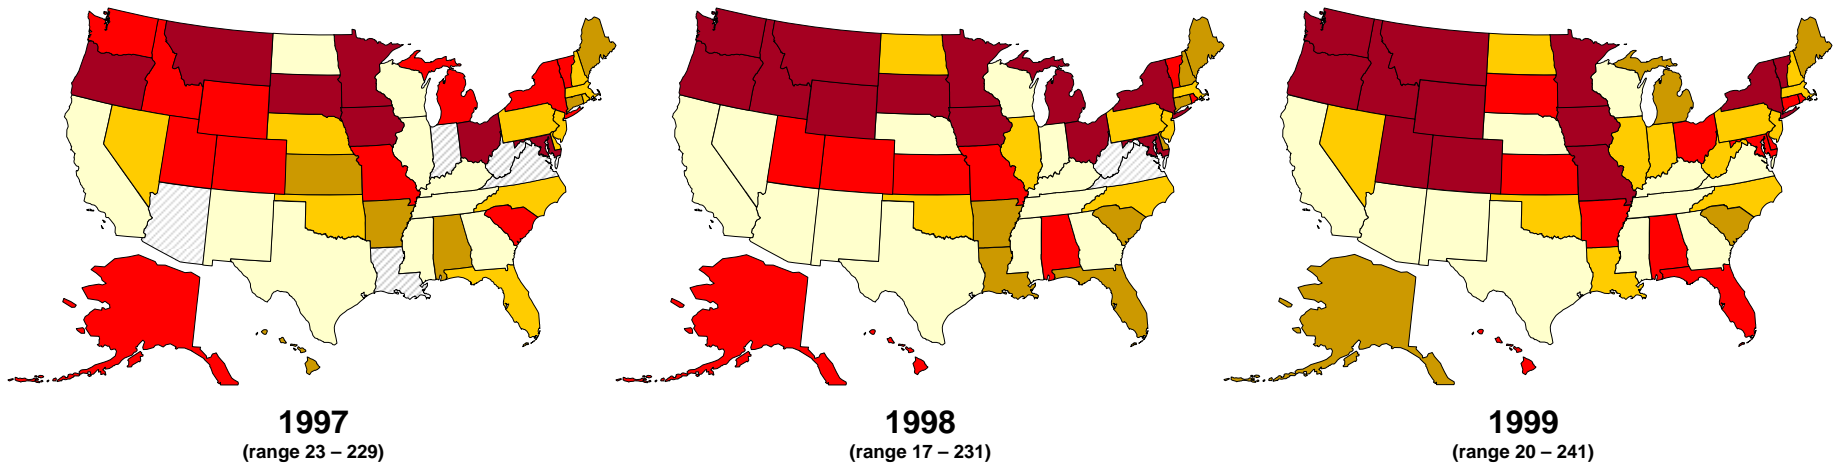 1997
(range 23 – 229)
1998
(range 17 – 231)
1999
(range 20 – 241)